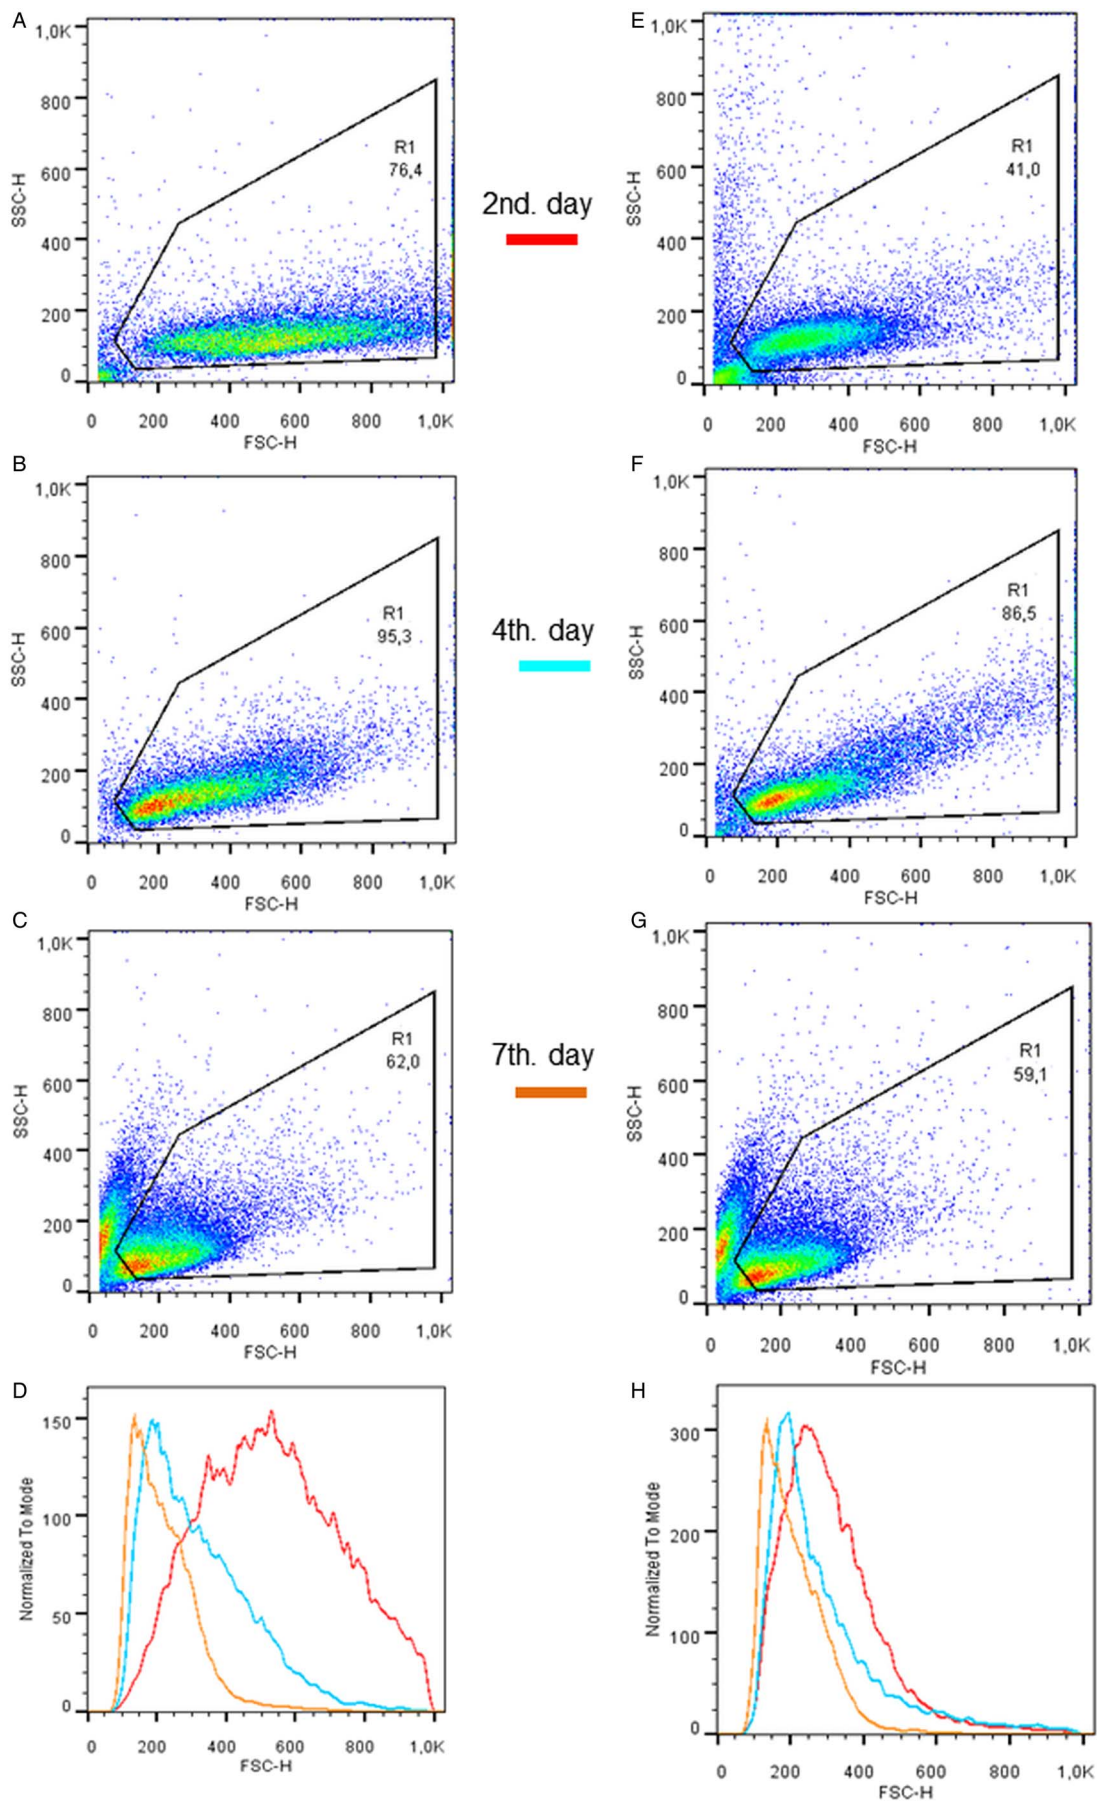 A
1,0K
800
600
400
200
0
SSC-H
R1
76,4
0 200 400 600 800 1,0K
FSC-H
2nd. day
E
1,0K
800
600
400
200
0
SSC-H
R1
41,0
200 400 600 800 1,0K
FSC-H
B
1,0K
800
600
400
200
0
SSC-H
R1
95,3
0 200 400 600 800 1,0K
FSC-H
4th. day
F
1,0K
800
600
400
200
0
SSC-H
R1
86,5
0 200 400 600 800 1,0K
FSC-H
C
1,0K
800
600
400
200
0
SSC-H
R1
62,0
0 200 400 600 800 1,0K
FSC-H
7th. day
G
1,0K
800
600
400
200
0
SSC-H
R1
59,1
0 200 400 600 800 1,0K
FSC-H
D
150
100
50
0
Normalized To Mode
0 200 400 600 800 1,0K
FSC-H
H
300
200
100
0
Normalized To Mode
0 200 400 600 800 1,0K
FSC-H